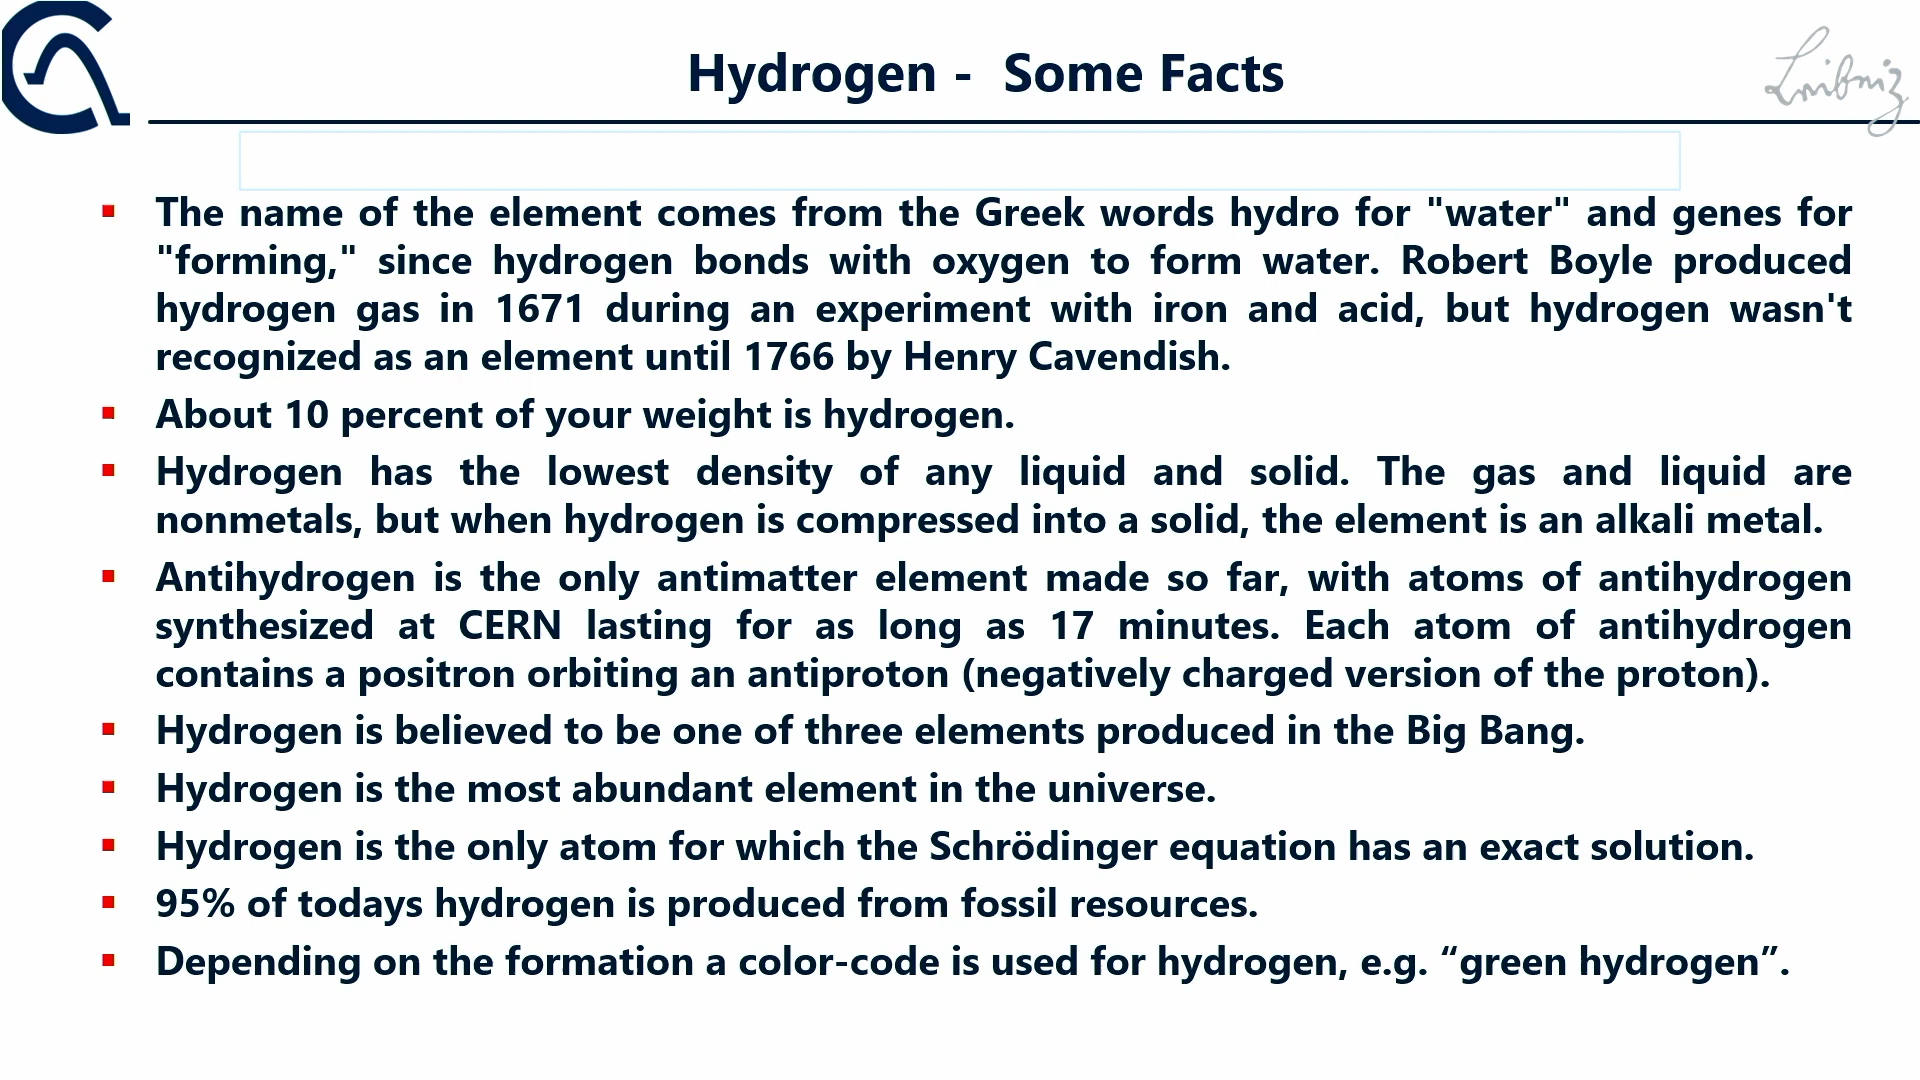 Hydrogen -  Some Facts
Leibniz
The name of the element comes from the Greek words hydro for "water" and genes for
"forming," since hydrogen bonds with oxygen to form water. Robert Boyle produced
hydrogen gas in 1671 during an experiment with iron and acid, but hydrogen wasn't
recognized as an element until 1766 by Henry Cavendish.
About 10 percent of your weight is hydrogen.
Hydrogen has the lowest density of any liquid and solid. The gas and liquid are
nonmetals, but when hydrogen is compressed into a solid, the element is an alkali metal.
Antihydrogen is the only antimatter element made so far, with atoms of antihydrogen
synthesized at CERN lasting for as long as 17 minutes. Each atom of antihydrogen
contains a positron orbiting an antiproton (negatively charged version of the proton).
Hydrogen is believed to be one of three elements produced in the Big Bang.
Hydrogen is the most abundant element in the universe.
Hydrogen is the only atom for which the Schrödinger equation has an exact solution.
95% of todays hydrogen is produced from fossil resources.
Depending on the formation a color-code is used for hydrogen, e.g. “green hydrogen”.